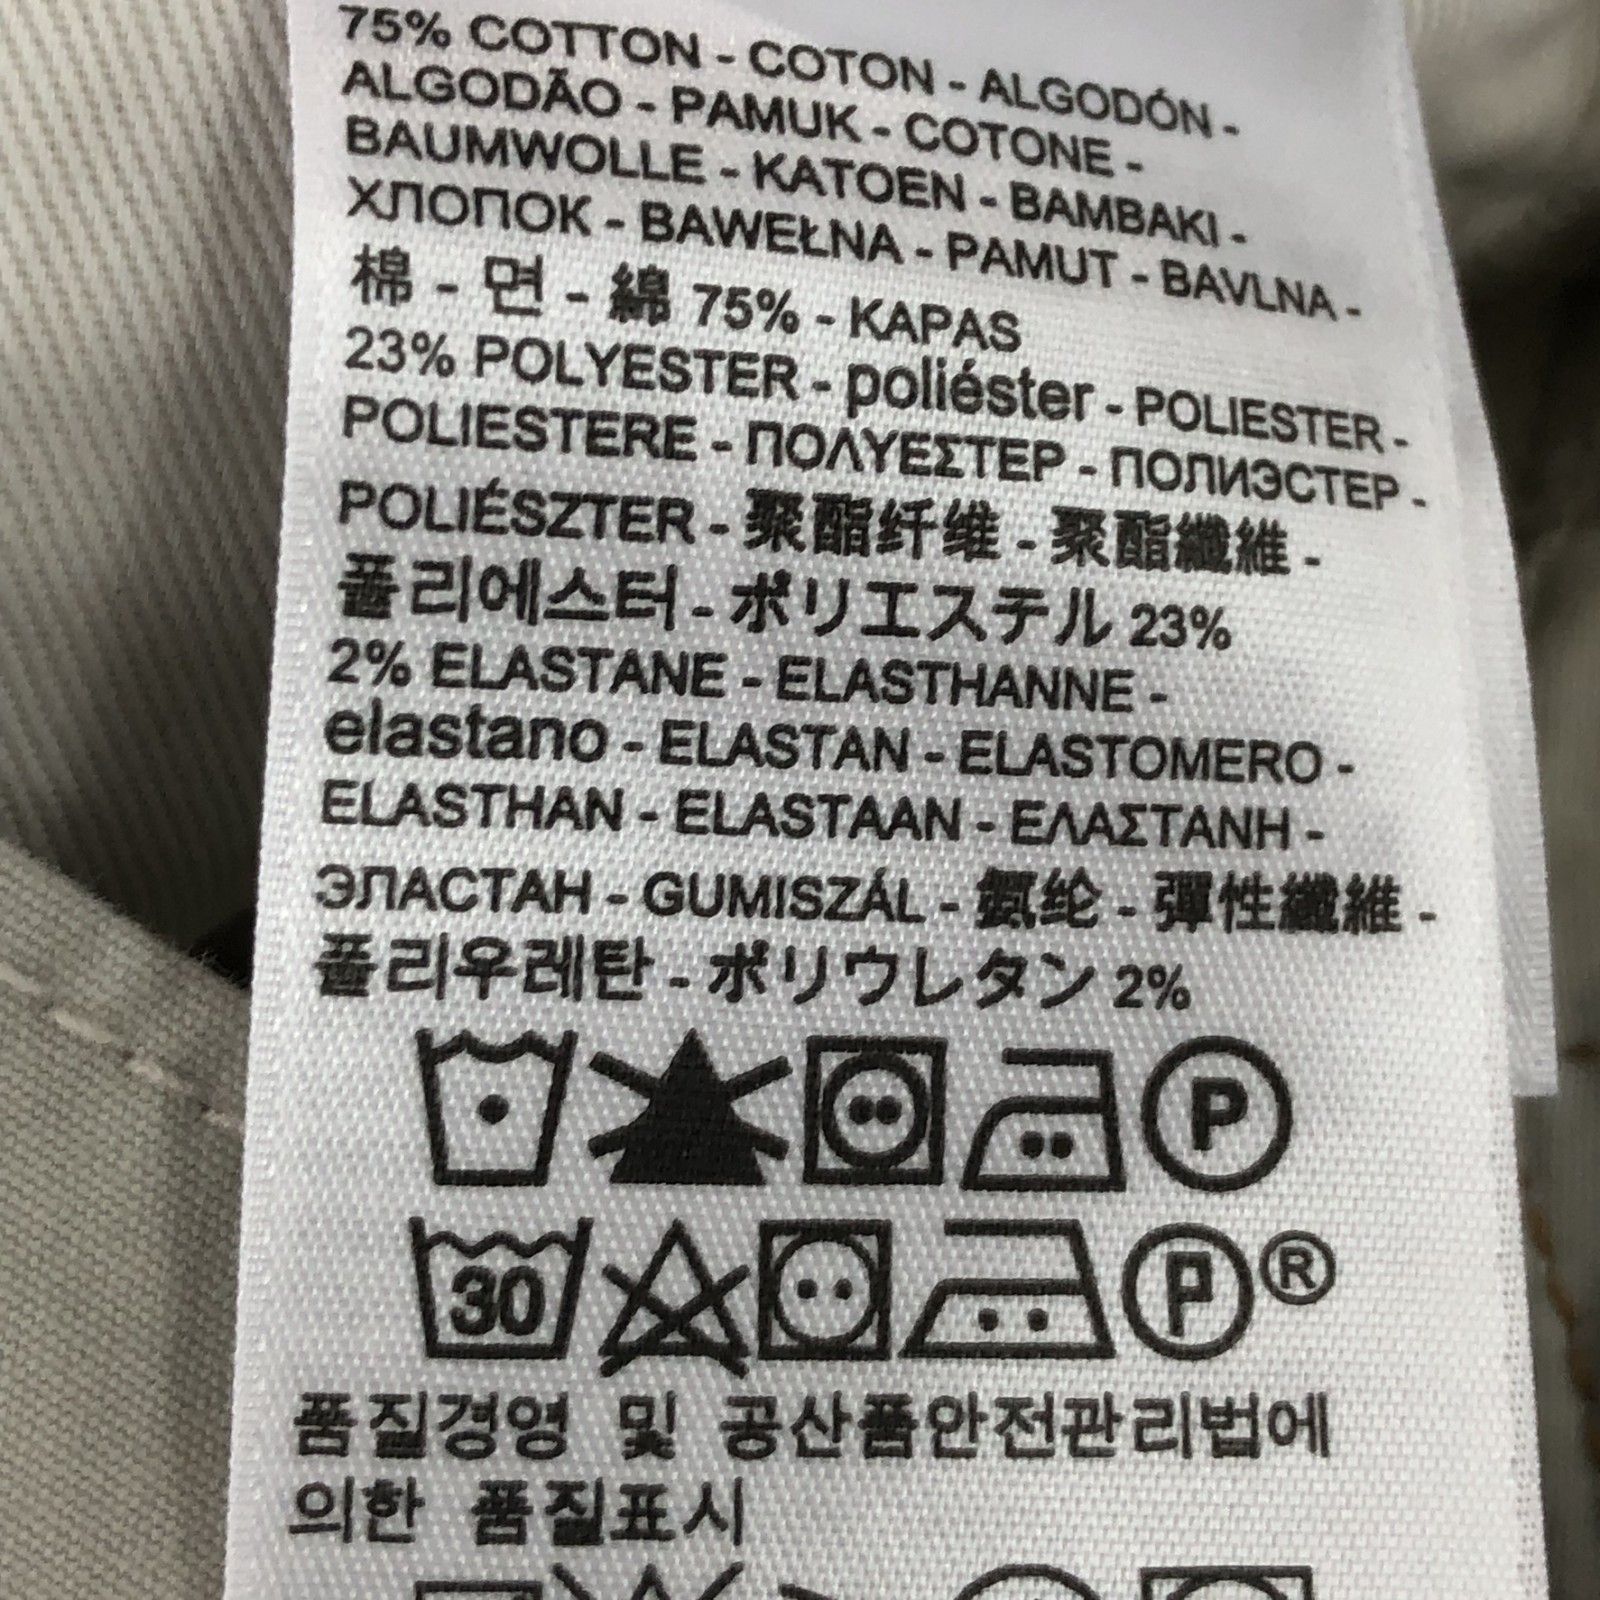 75% COTTON - COTON - ALGODÓN -
ALGODÃO - PAMUK - COTONE -
BAUMWOLLE - KATOEN - BAMBAKI -
ХЛОПОК - BAWEŁNA - PAMUT - BAVLNA -
棉 - 면 - 綿 75% - KAPAS
23% POLYESTER - poliéster - POLIESTER -
POLIESTERE - ΠΟΛΥΕΣΤΕΡ - ПОЛИЭСТЕР -
POLIÉSZTER - 聚酯纤维 - 聚酯纖維 -
폴리에스터 - ポリエステル 23%
2% ELASTANE - ELASTHANNE -
elastano - ELASTAN - ELASTOMERO -
ELASTHAN - ELASTAAN - ΕΛΑΣΤΑΝΗ -
ЭЛАСТАН - GUMISZÁL - 氨纶 - 彈性纖維 -
폴리우레탄 - ポリウレタン 2%
P
30 P ®
품질경영 및 공산품안전관리법에
의한 품질표시